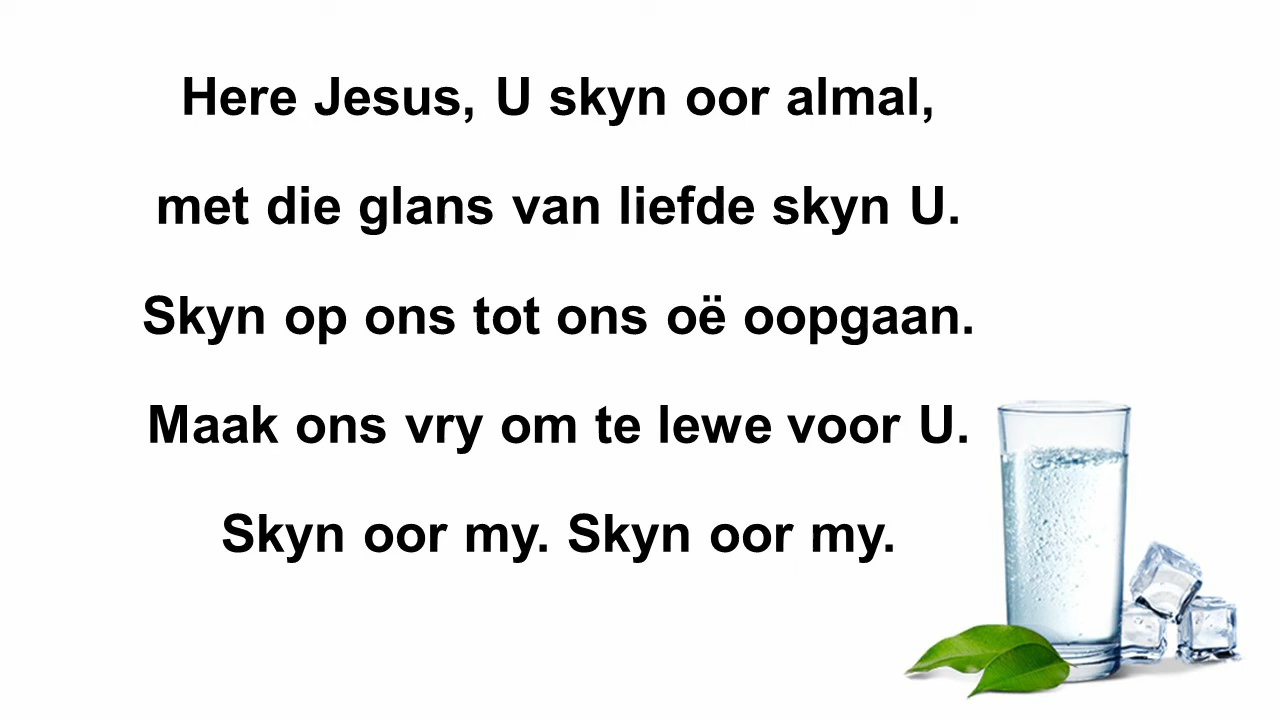 Here Jesus, U skyn oor almal,
met die glans van liefde skyn U.
Skyn op ons tot ons oë oopgaan.
Maak ons vry om te lewe voor U.
Skyn oor my. Skyn oor my.